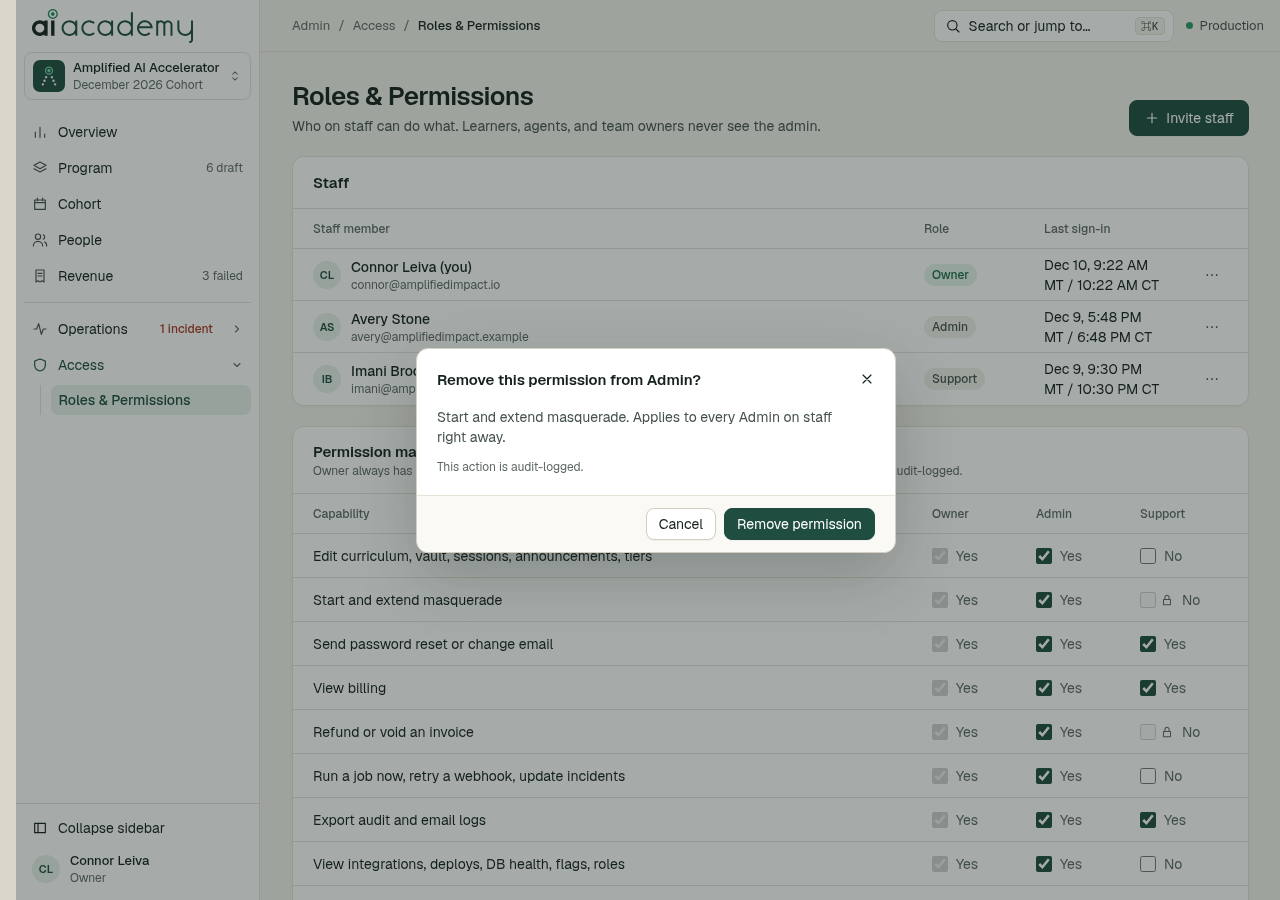 ai academy
Amplified AI Accelerator
December 2026 Cohort
Overview
Program
6 draft
Cohort
People
Revenue
3 failed
Operations
1 incident
Access
Roles & Permissions
Collapse sidebar
CL
Connor Leiva
Owner
Admin / Access / Roles & Permissions
Search or jump to…
⌘K
Production
Roles & Permissions
Who on staff can do what. Learners, agents, and team owners never see the admin.
Invite staff
Staff
Staff member Role Last sign-in
CL
Connor Leiva (you)
connor@amplifiedimpact.io
Owner
Dec 10, 9:22 AM
MT / 10:22 AM CT
AS
Avery Stone
avery@amplifiedimpact.example
Admin
Dec 9, 5:48 PM
MT / 6:48 PM CT
IB
Imani
imani@amp
Support
Dec 9, 9:30 PM
MT / 10:30 PM CT
Remove this permission from Admin?
Start and extend masquerade. Applies to every Admin on staff
right away.
This action is audit-logged.
Cancel
Remove permission
Permission ma
Owner always has
udit-logged.
Capability Owner Admin Support
Edit curriculum, vault, sessions, announcements, tiers Yes Yes No
Start and extend masquerade Yes Yes No
Send password reset or change email Yes Yes Yes
View billing Yes Yes Yes
Refund or void an invoice Yes Yes No
Run a job now, retry a webhook, update incidents Yes Yes No
Export audit and email logs Yes Yes Yes
View integrations, deploys, DB health, flags, roles Yes Yes No